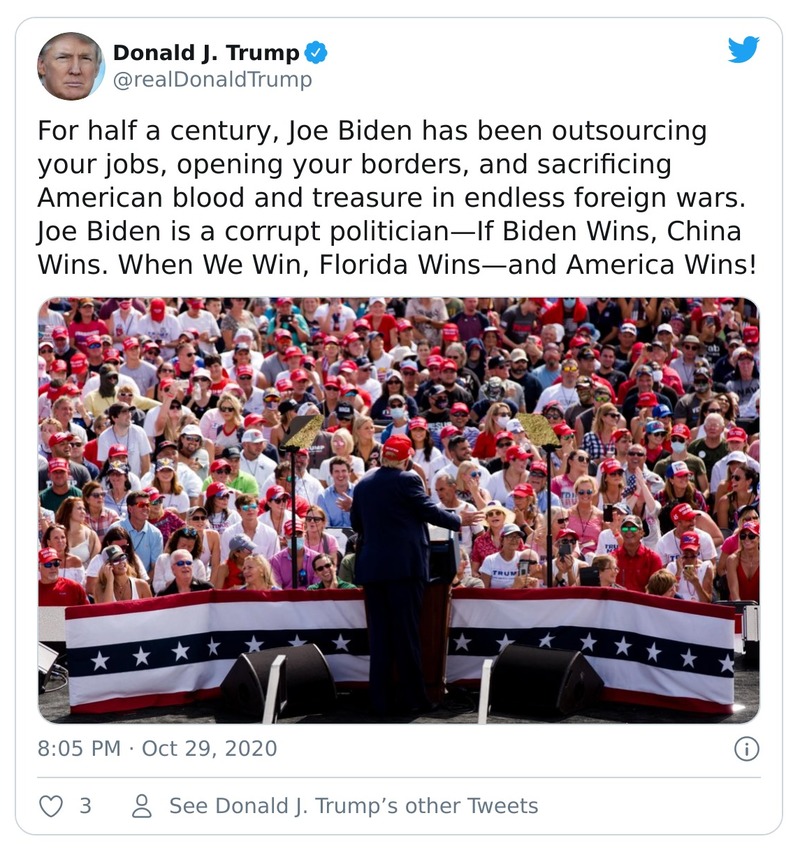 Donald J. Trump
@realDonaldTrump
For half a century, Joe Biden has been outsourcing
your jobs, opening your borders, and sacrificing
American blood and treasure in endless foreign wars.
Joe Biden is a corrupt politician—If Biden Wins, China
Wins. When We Win, Florida Wins—and America Wins!
TRUMP
8:05 PM · Oct 29, 2020
3
See Donald J. Trump’s other Tweets